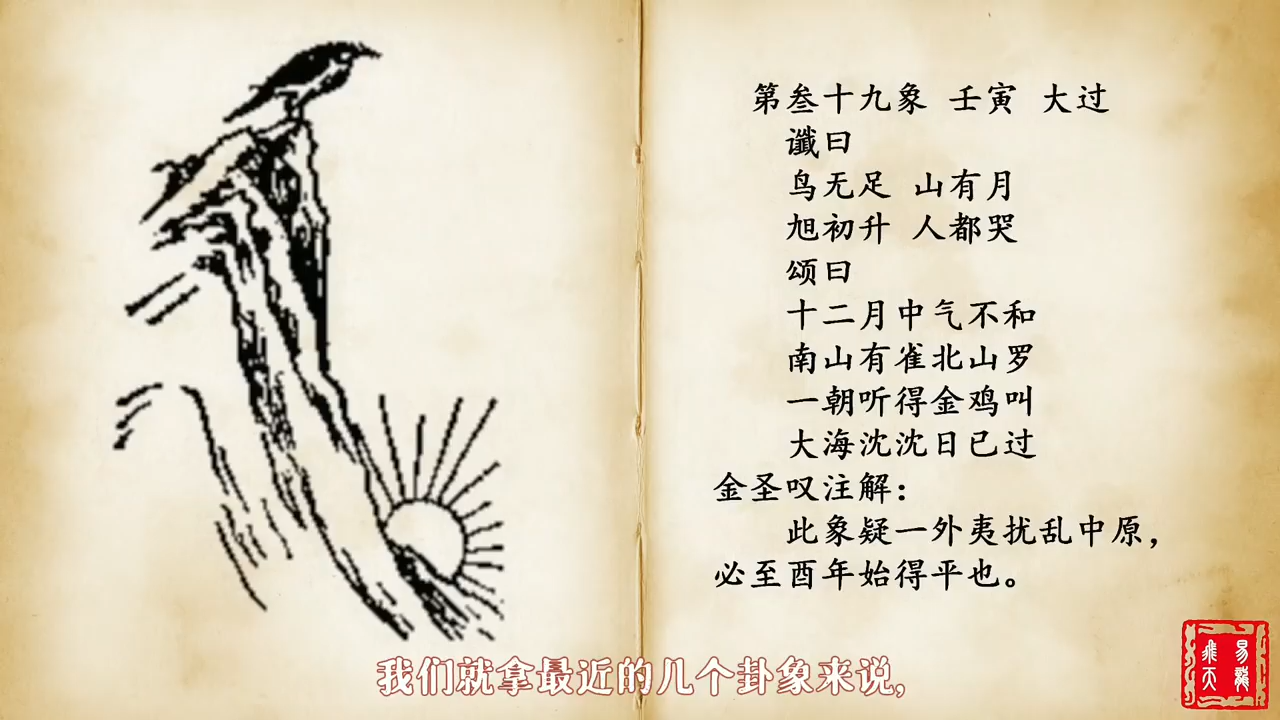 第叁十九象 壬寅 大过
谶曰
鸟无足 山有月
旭初升 人都哭
颂曰
十二月中气不和
南山有雀北山罗
一朝听得金鸡叫
大海沈沈日已过
金圣叹注解：
此象疑一外夷扰乱中原，
必至酉年始得平也。
我们就拿最近的几个卦象来说，